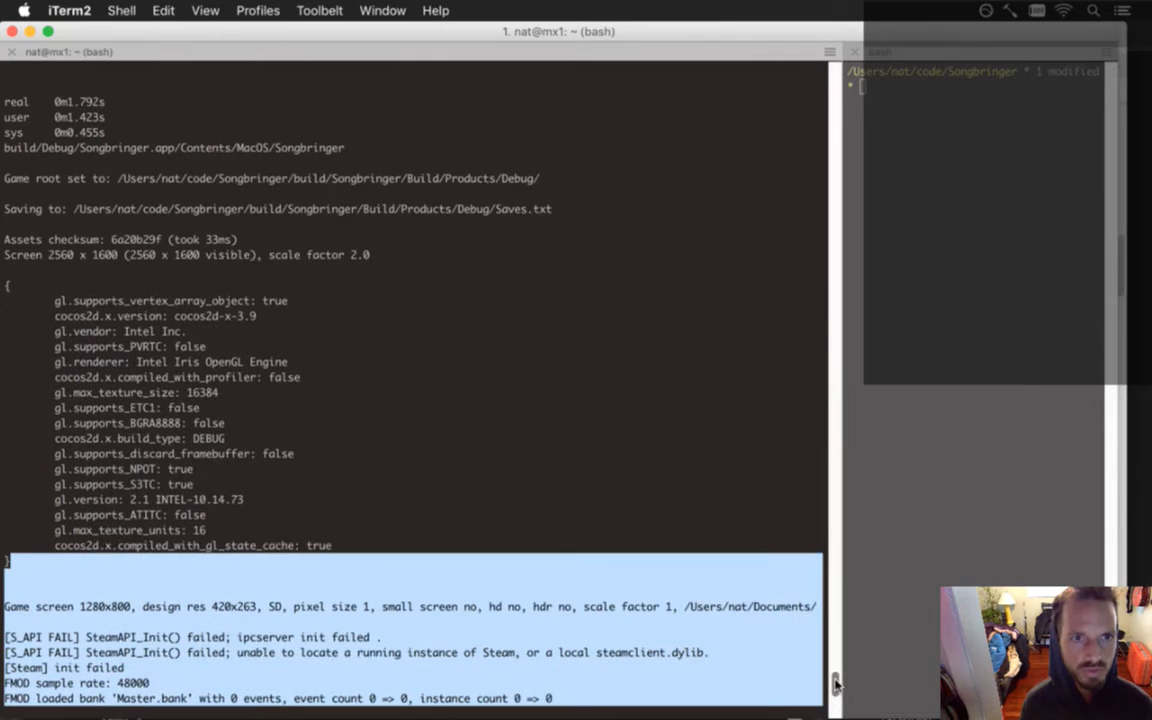 iTerm2 Shell Edit View Profiles Toolbelt Window Help
1. nat@mx1: ~ (bash)
nat@mx1: ~ (bash)
bash
real 0m1.792s
user 0m1.423s
sys 0m0.455s
build/Debug/Songbringer.app/Contents/MacOS/Songbringer
Game root set to: /Users/nat/code/Songbringer/build/Songbringer/Build/Products/Debug/
Saving to: /Users/nat/code/Songbringer/build/Songbringer/Build/Products/Debug/Saves.txt
Assets checksum: 6a20b29f (took 33ms)
Screen 2560 x 1600 (2560 x 1600 visible), scale factor 2.0
{
gl.supports_vertex_array_object: true
cocos2d.x.version: cocos2d-x-3.9
gl.vendor: Intel Inc.
gl.supports_PVRTC: false
gl.renderer: Intel Iris OpenGL Engine
cocos2d.x.compiled_with_profiler: false
gl.max_texture_size: 16384
gl.supports_ETC1: false
gl.supports_BGRA8888: false
cocos2d.x.build_type: DEBUG
gl.supports_discard_framebuffer: false
gl.supports_NPOT: true
gl.supports_S3TC: true
gl.version: 2.1 INTEL-10.14.73
gl.supports_ATITC: false
gl.max_texture_units: 16
cocos2d.x.compiled_with_gl_state_cache: true
}
Game screen 1280x800, design res 420x263, SD, pixel size 1, small screen no, hd no, hdr no, scale factor 1, /Users/nat/Documents/
[S_API FAIL] SteamAPI_Init() failed; ipcserver init failed .
[S_API FAIL] SteamAPI_Init() failed; unable to locate a running instance of Steam, or a local steamclient.dylib.
[Steam] init failed
FMOD sample rate: 48000
FMOD loaded bank 'Master.bank' with 0 events, event count 0 => 0, instance count 0 => 0
/Users/nat/code/Songbringer * 1 modified
*